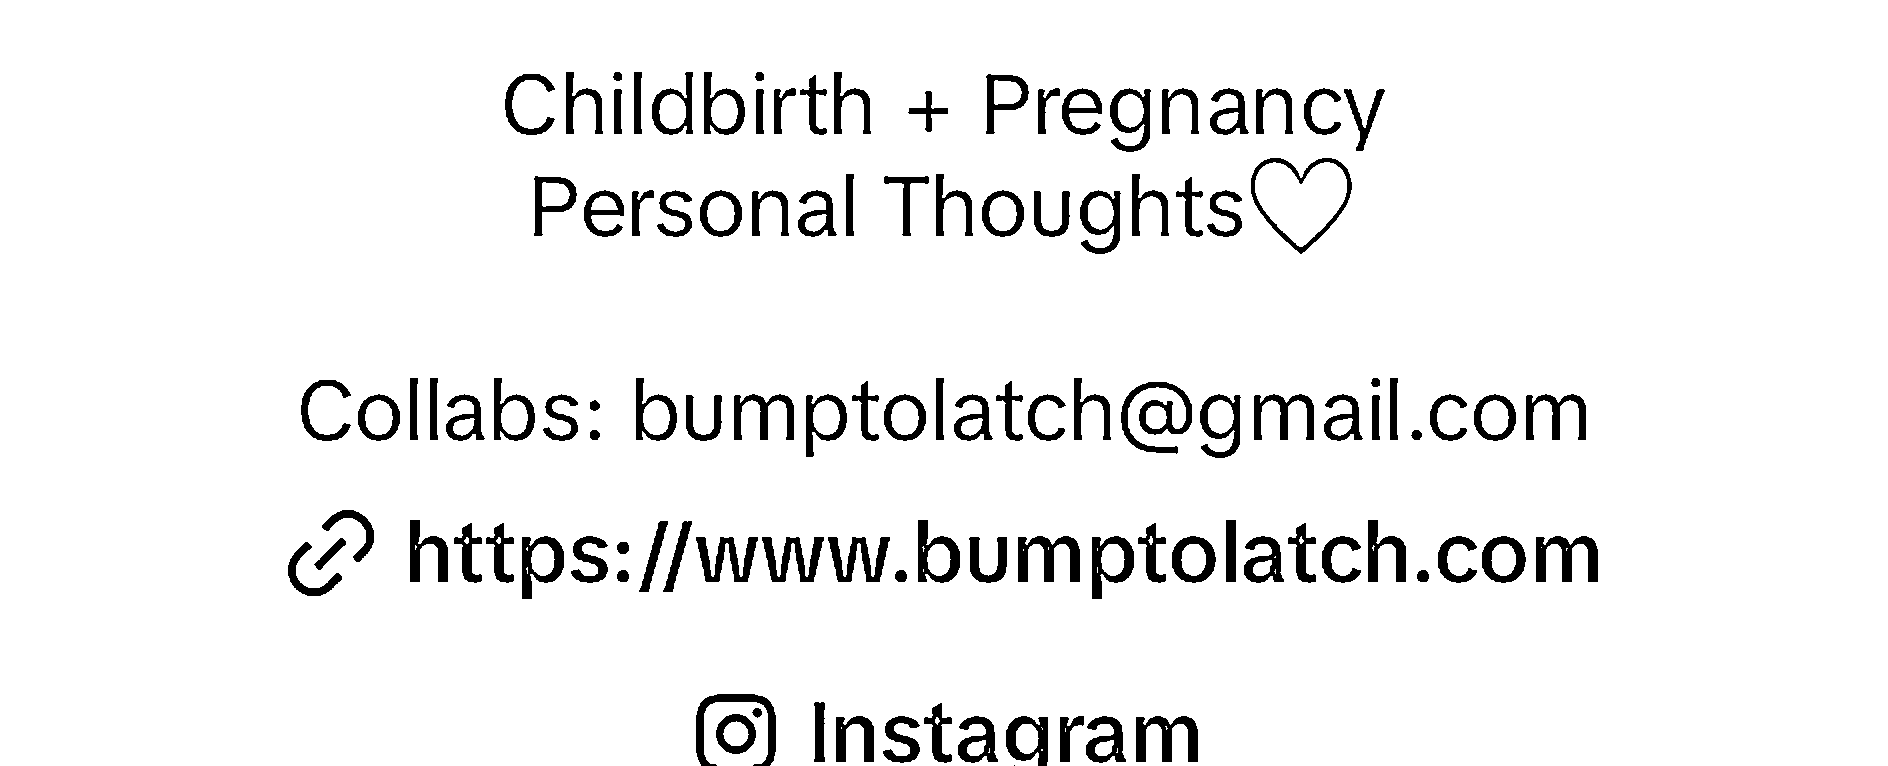 Childbirth + Pregnancy
Personal Thoughts♡
Collabs: bumptolatch@gmail.com
https://www.bumptolatch.com
Instagram